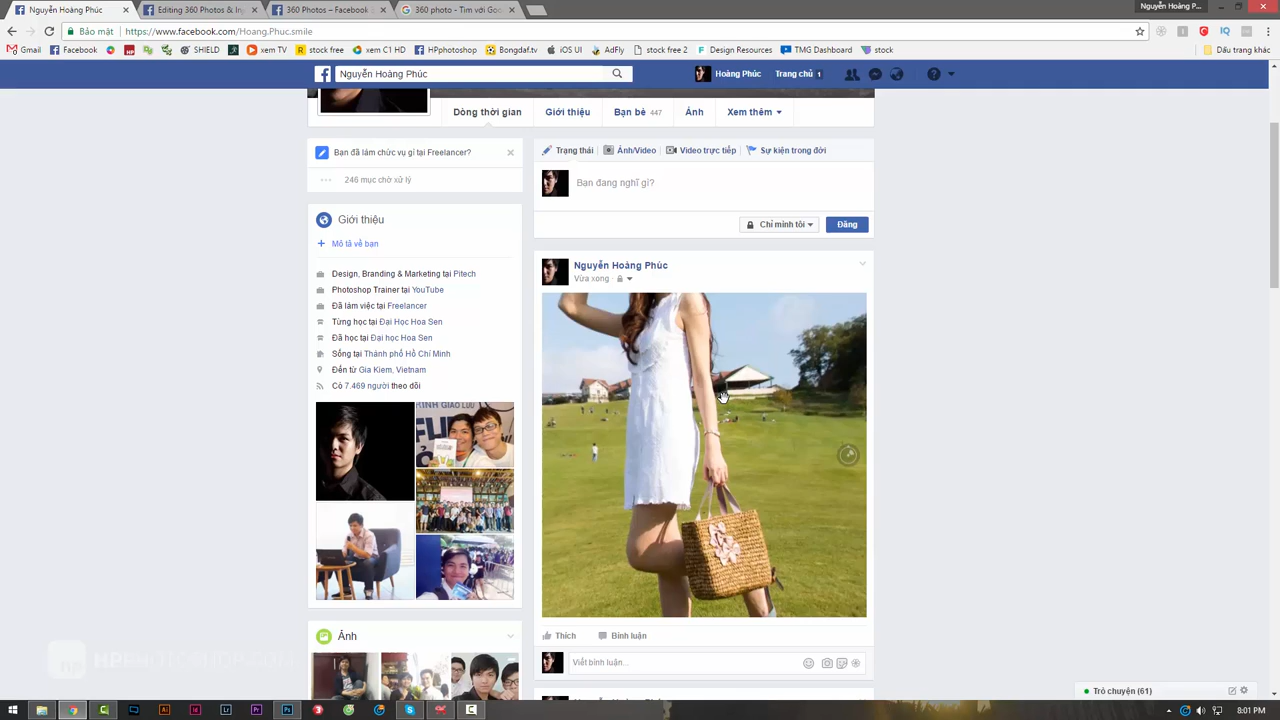 Nguyễn Hoàng Phúc
Editing 360 Photos & In
360 Photos – Facebook
360 photo - Tìm với Goo
Nguyễn Hoàng P...
Bảo mật
https://www.facebook.com/Hoang.Phuc.smile
Gmail
Facebook
HP
SHIELD
xem TV
stock free
xem C1 HD
HPphotoshop
Bongdaf.tv
iOS UI
AdFly
stock free 2
Design Resources
TMG Dashboard
stock
Dấu trang khác
Nguyễn Hoàng Phúc
Hoàng Phúc
Trang chủ 1
Dòng thời gian
Giới thiệu
Bạn bè 447
Ảnh
Xem thêm
Bạn đã làm chức vụ gì tại Freelancer?
246 mục chờ xử lý
Trạng thái
Ảnh/Video
Video trực tiếp
Sự kiện trong đời
Bạn đang nghĩ gì?
Chỉ mình tôi
Đăng
Giới thiệu
Mô tả về bạn
Design, Branding & Marketing tại Pitech
Photoshop Trainer tại YouTube
Đã làm việc tại Freelancer
Từng học tại Đại Học Hoa Sen
Đã học tại Đại học Hoa Sen
Sống tại Thành phố Hồ Chí Minh
Đến từ Gia Kiem, Vietnam
Có 7.469 người theo dõi
Nguyễn Hoàng Phúc
Vừa xong
Thích
Bình luận
Viết bình luận...
Ảnh
Trò chuyện (61)
8:01 PM